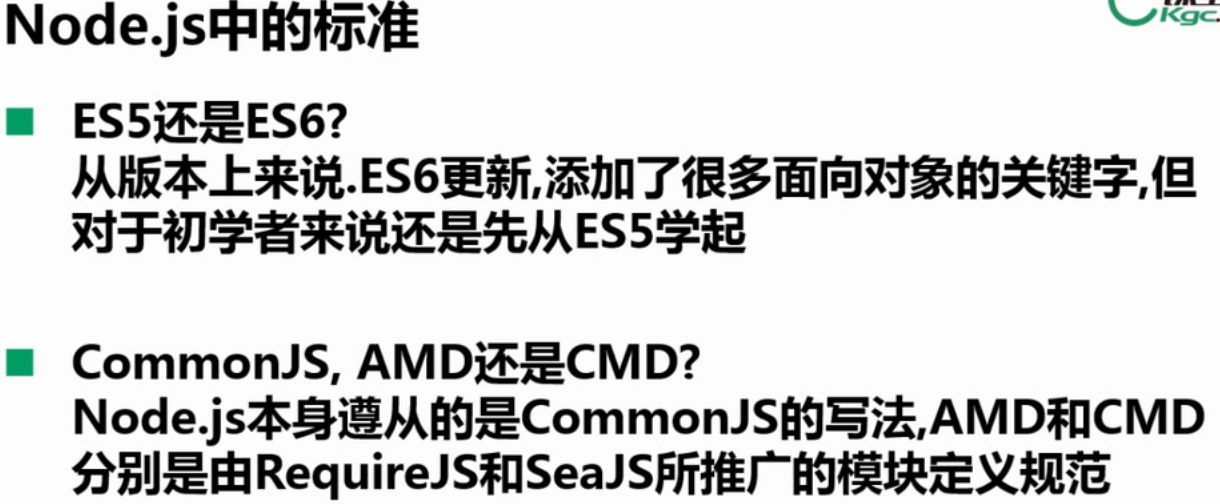 Node.js中的标准
Kgc.
ES5还是ES6?
从版本上来说.ES6更新,添加了很多面向对象的关键字,但
对于初学者来说还是先从ES5学起
CommonJS, AMD还是CMD?
Node.js本身遵从的是CommonJS的写法,AMD和CMD
分别是由RequireJS和SeaJS所推广的模块定义规范